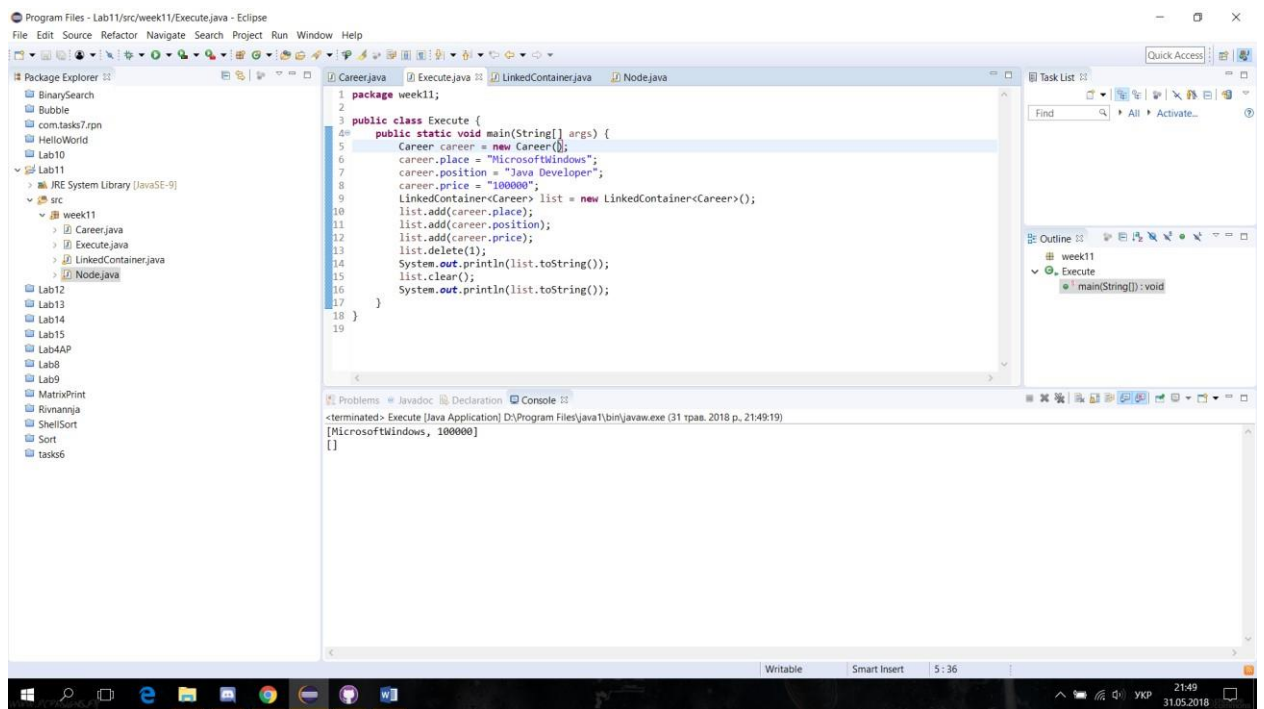 Program Files - Lab11/src/week11/Execute.java - Eclipse
File Edit Source Refactor Navigate Search Project Run Window Help
Quick Access
Package Explorer
BinarySearch
Bubble
com.tasks7.rpn
HelloWorld
Lab10
Lab11
JRE System Library [JavaSE-9]
src
week11
Career.java
Execute.java
LinkedContainer.java
Node.java
Lab12
Lab13
Lab14
Lab15
Lab4AP
Lab8
Lab9
MatrixPrint
Rivnannja
ShellSort
Sort
tasks6
Career.java Execute.java LinkedContainer.java Node.java
1 package week11;
2
3 public class Execute {
4 public static void main(String[] args) {
5 Career career = new Career();
6 career.place = "MicrosoftWindows";
7 career.position = "Java Developer";
8 career.price = "100000";
9 LinkedContainer<Career> list = new LinkedContainer<Career>();
10 list.add(career.place);
11 list.add(career.position);
12 list.add(career.price);
13 list.delete(1);
14 System.out.println(list.toString());
15 list.clear();
16 System.out.println(list.toString());
17 }
18 }
19
Task List
Find All Activate...
Outline
week11
Execute
main(String[]) : void
Problems Javadoc Declaration Console
<terminated> Execute [Java Application] D:\Program Files\java1\bin\javaw.exe (31 трав. 2018 р., 21:49:19)
[MicrosoftWindows, 100000]
[]
Writable Smart Insert 5 : 36
УКР
21:49
31.05.2018